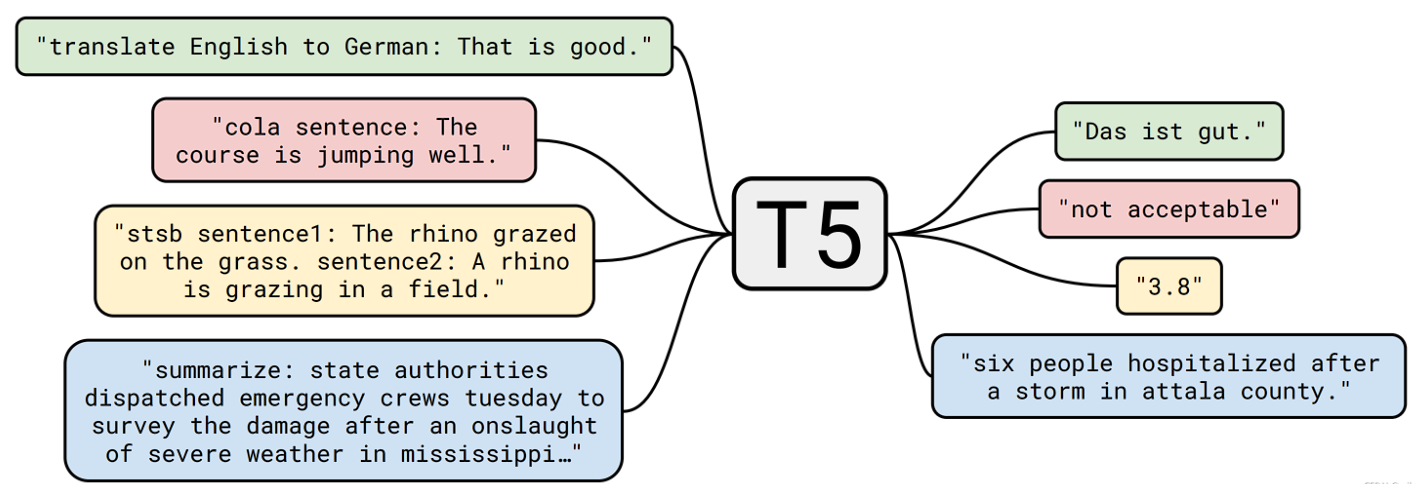 "translate English to German: That is good."
"cola sentence: The
course is jumping well."
"stsb sentence1: The rhino grazed
on the grass. sentence2: A rhino
is grazing in a field."
"summarize: state authorities
dispatched emergency crews tuesday to
survey the damage after an onslaught
of severe weather in mississippi…"
T5
"Das ist gut."
"not acceptable"
"3.8"
"six people hospitalized after
a storm in attala county."